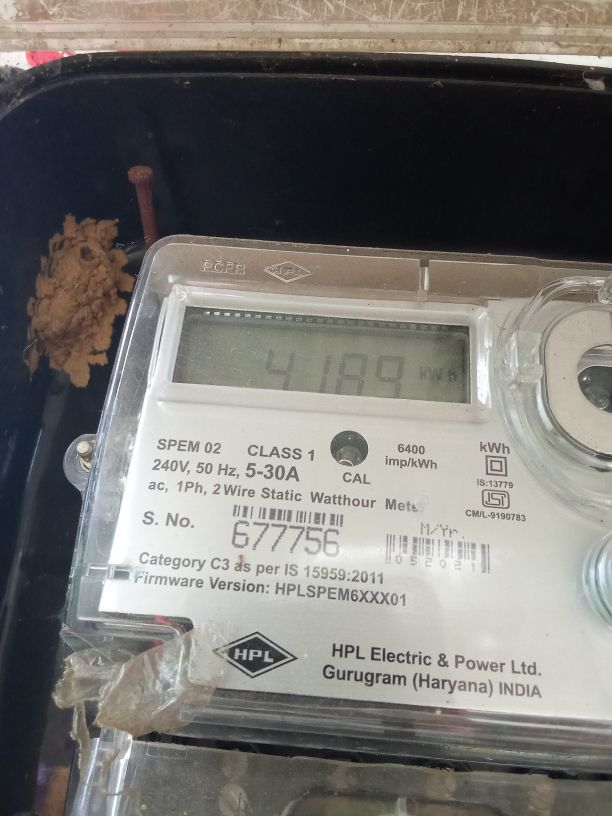 PCPR HPL
4189 kWh
SPEM 02 CLASS 1 6400 imp/kWh kWh
240V, 50 Hz, 5-30A CAL IS:13779
ac, 1Ph, 2 Wire Static Watthour Meter CM/L-9190783
S. No. 677756 M/Yr. 052021
Category C3 as per IS 15959:2011
Firmware Version: HPLSPEM6XXX01
HPL HPL Electric & Power Ltd.
Gurugram (Haryana) INDIA